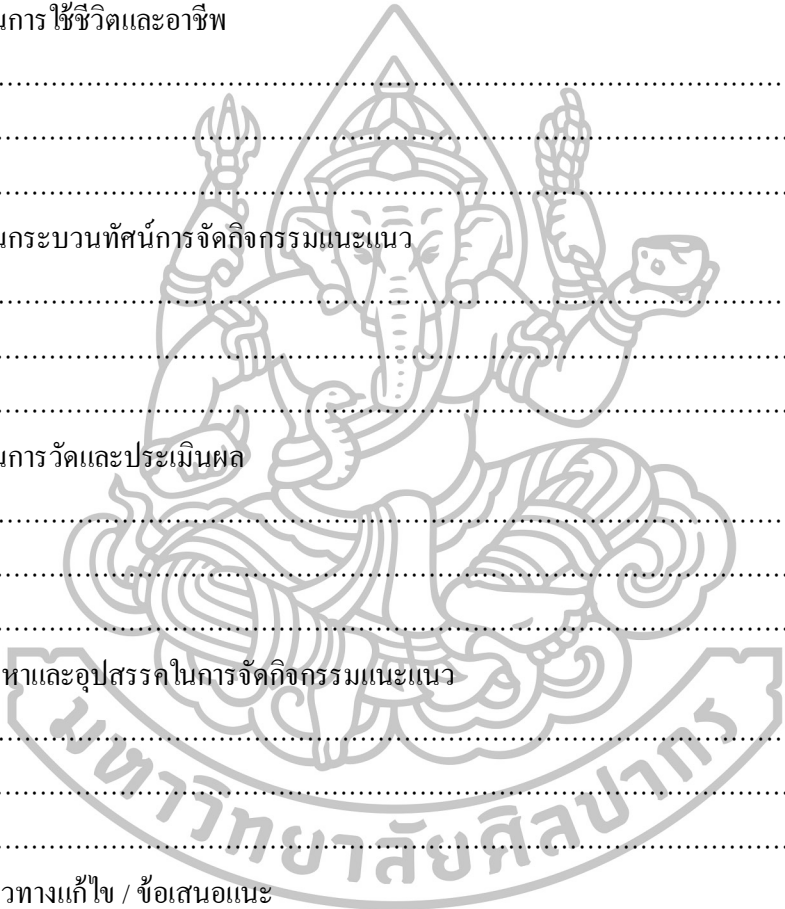 นการใช้ชีวิตและอาชีพ
................................................................................................
................................................................................................
................................................................................................
นกระบวนทัศน์การจัดกิจกรรมแนะแนว
................................................................................................
................................................................................................
................................................................................................
นการวัดและประเมินผล
................................................................................................
................................................................................................
................................................................................................
หาและอุปสรรคในการจัดกิจกรรมแนะแนว
................................................................................................
................................................................................................
................................................................................................
มหาวิทยาลัยศิลปากร
วทางแก้ไข / ข้อเสนอแนะ